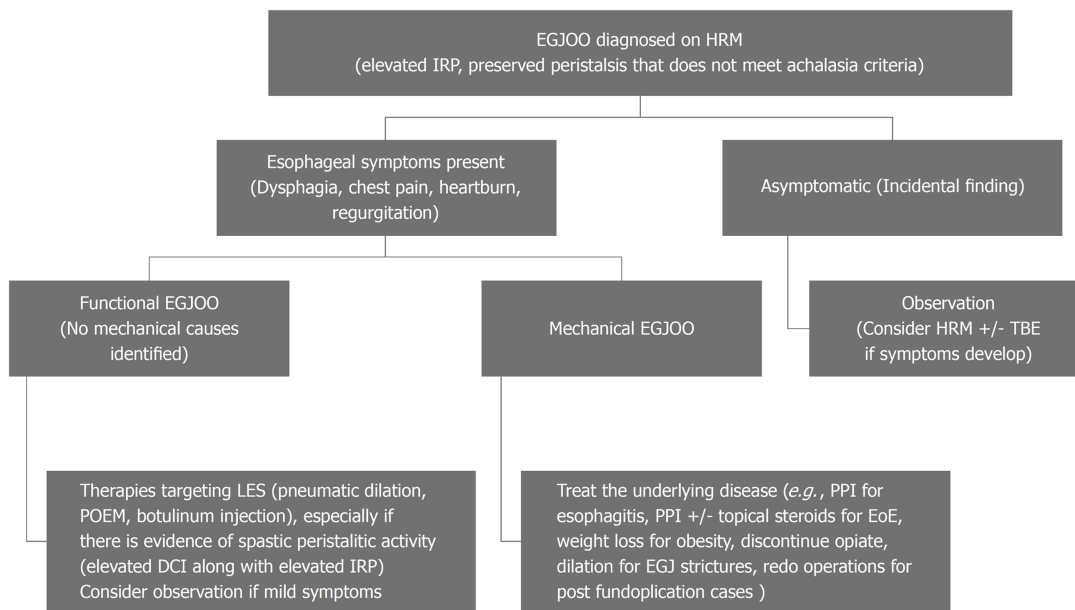 EGJOO diagnosed on HRM
(elevated IRP, preserved peristalsis that does not meet achalasia criteria)
Esophageal symptoms present
(Dysphagia, chest pain, heartburn,
regurgitation)
Asymptomatic (Incidental finding)
Functional EGJOO
(No mechanical causes
identified)
Mechanical EGJOO
Observation
(Consider HRM +/- TBE
if symptoms develop)
Therapies targeting LES (pneumatic dilation,
POEM, botulinum injection), especially if
there is evidence of spastic peristalitic activity
(elevated DCI along with elevated IRP)
Consider observation if mild symptoms
Treat the underlying disease (e.g., PPI for
esophagitis, PPI +/- topical steroids for EoE,
weight loss for obesity, discontinue opiate,
dilation for EGJ strictures, redo operations for
post fundoplication cases )